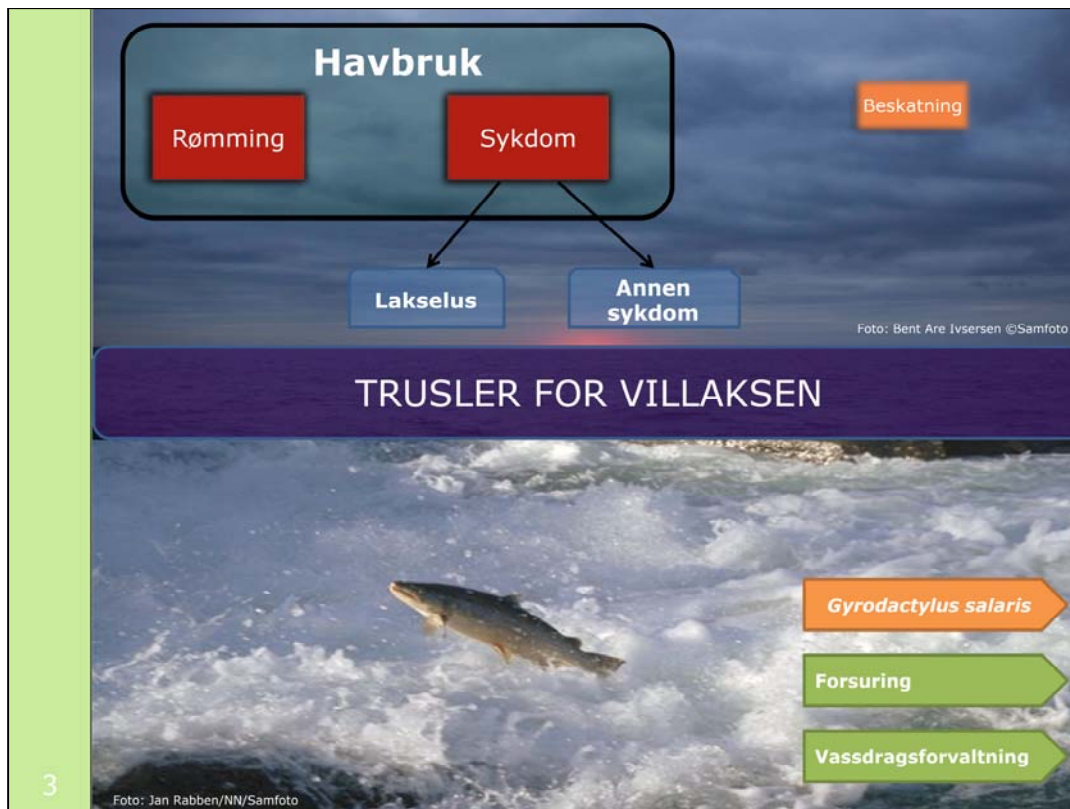 Havbruk
Rømming
Sykdom
Beskatning
Lakselus
Annen
sykdom
Foto: Bent Are Ivsersen ©Samfoto
TRUSLER FOR VILLAKSEN
Gyrodactylus salaris
Forsuring
Vassdragsforvaltning
3
Foto: Jan Rabben/NN/Samfoto